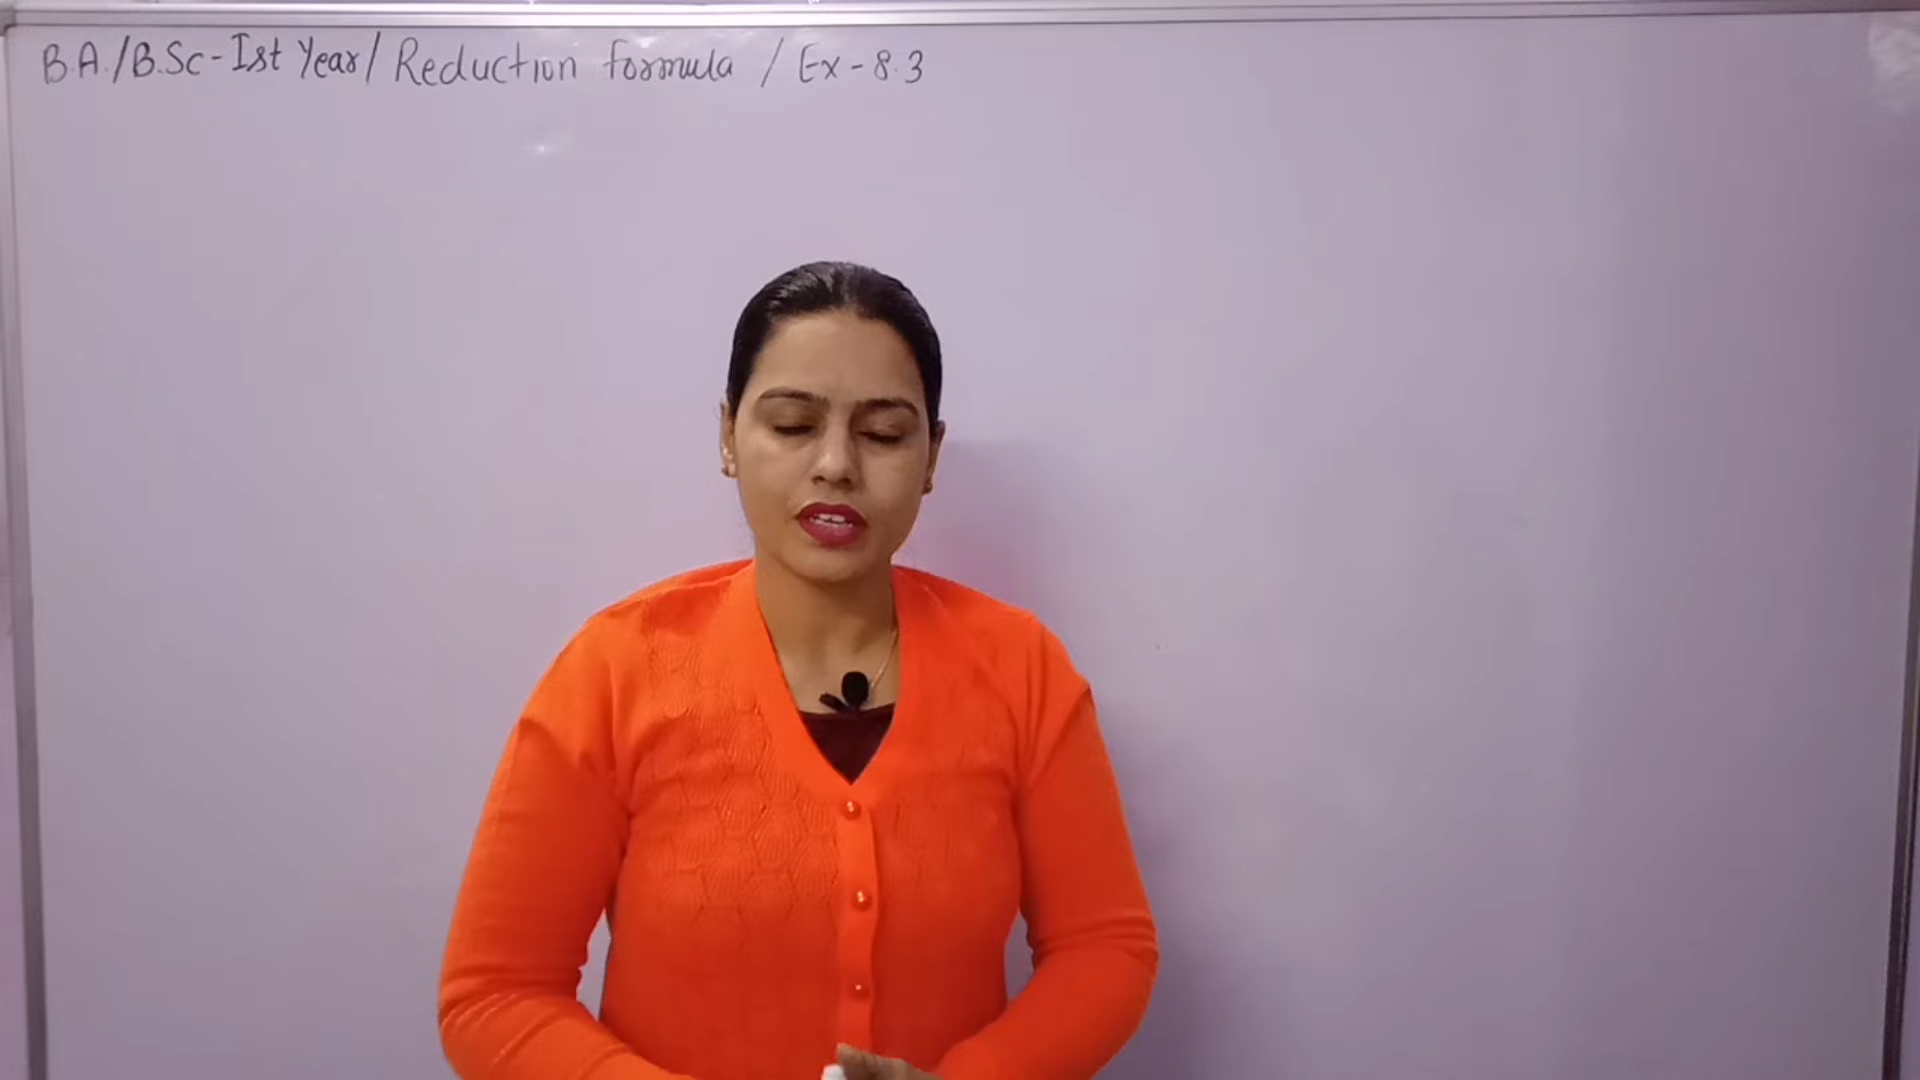 B.A./B.Sc-Ist Year/ Reduction formula / Ex-8.3